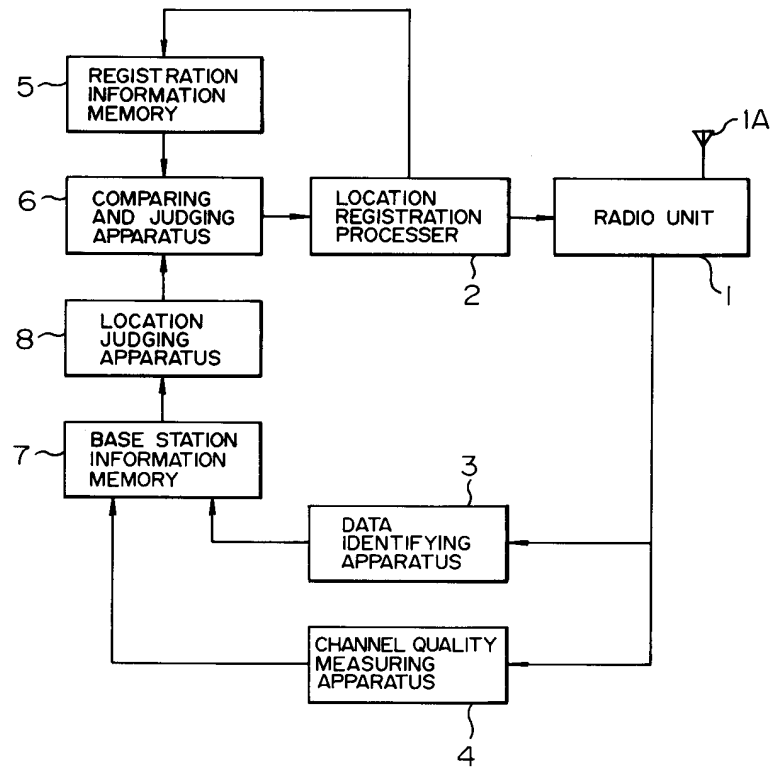 5
REGISTRATION
INFORMATION
MEMORY
1A
6
COMPARING
AND JUDGING
APPARATUS
LOCATION
REGISTRATION
PROCESSER
2
RADIO UNIT
1
8
LOCATION
JUDGING
APPARATUS
7
BASE STATION
INFORMATION
MEMORY
3
DATA
IDENTIFYING
APPARATUS
CHANNEL QUALITY
MEASURING
APPARATUS
4